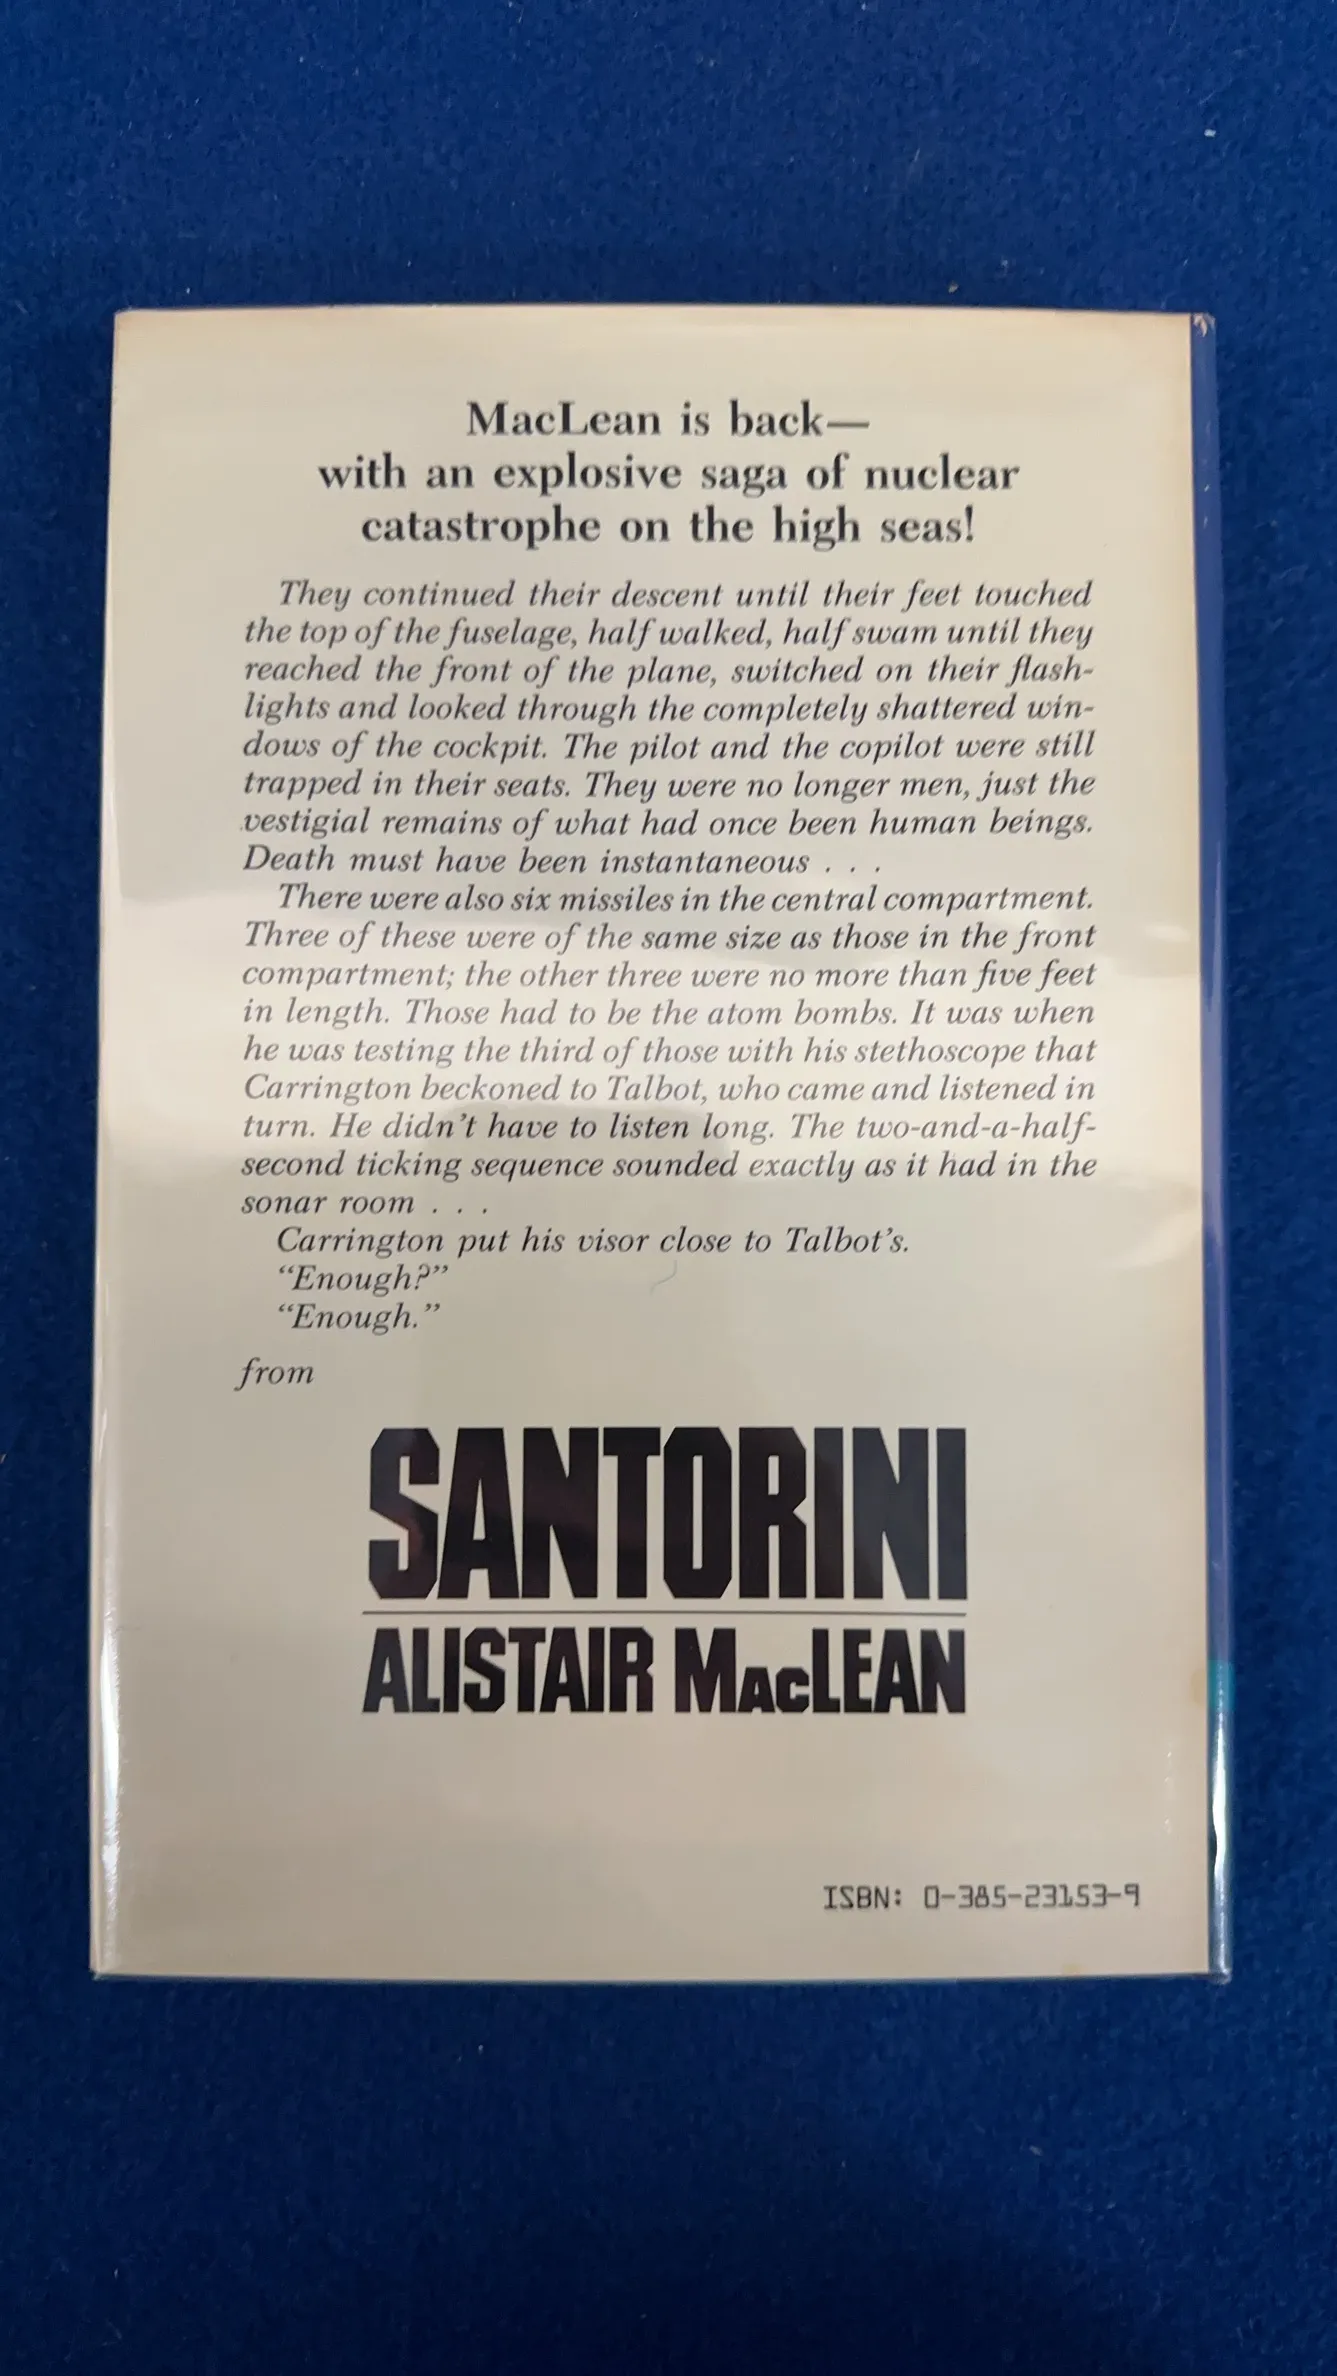 MacLean is back—
with an explosive saga of nuclear
catastrophe on the high seas!
They continued their descent until their feet touched
the top of the fuselage, half walked, half swam until they
reached the front of the plane, switched on their flash-
lights and looked through the completely shattered win-
dows of the cockpit. The pilot and the copilot were still
trapped in their seats. They were no longer men, just the
vestigial remains of what had once been human beings.
Death must have been instantaneous . . .
There were also six missiles in the central compartment.
Three of these were of the same size as those in the front
compartment; the other three were no more than five feet
in length. Those had to be the atom bombs. It was when
he was testing the third of those with his stethoscope that
Carrington beckoned to Talbot, who came and listened in
turn. He didn't have to listen long. The two-and-a-half-
second ticking sequence sounded exactly as it had in the
sonar room . . .
Carrington put his visor close to Talbot's.
“Enough?”
“Enough.”
from
SANTORINI
ALISTAIR MACLEAN
ISBN: 0-385-23153-9